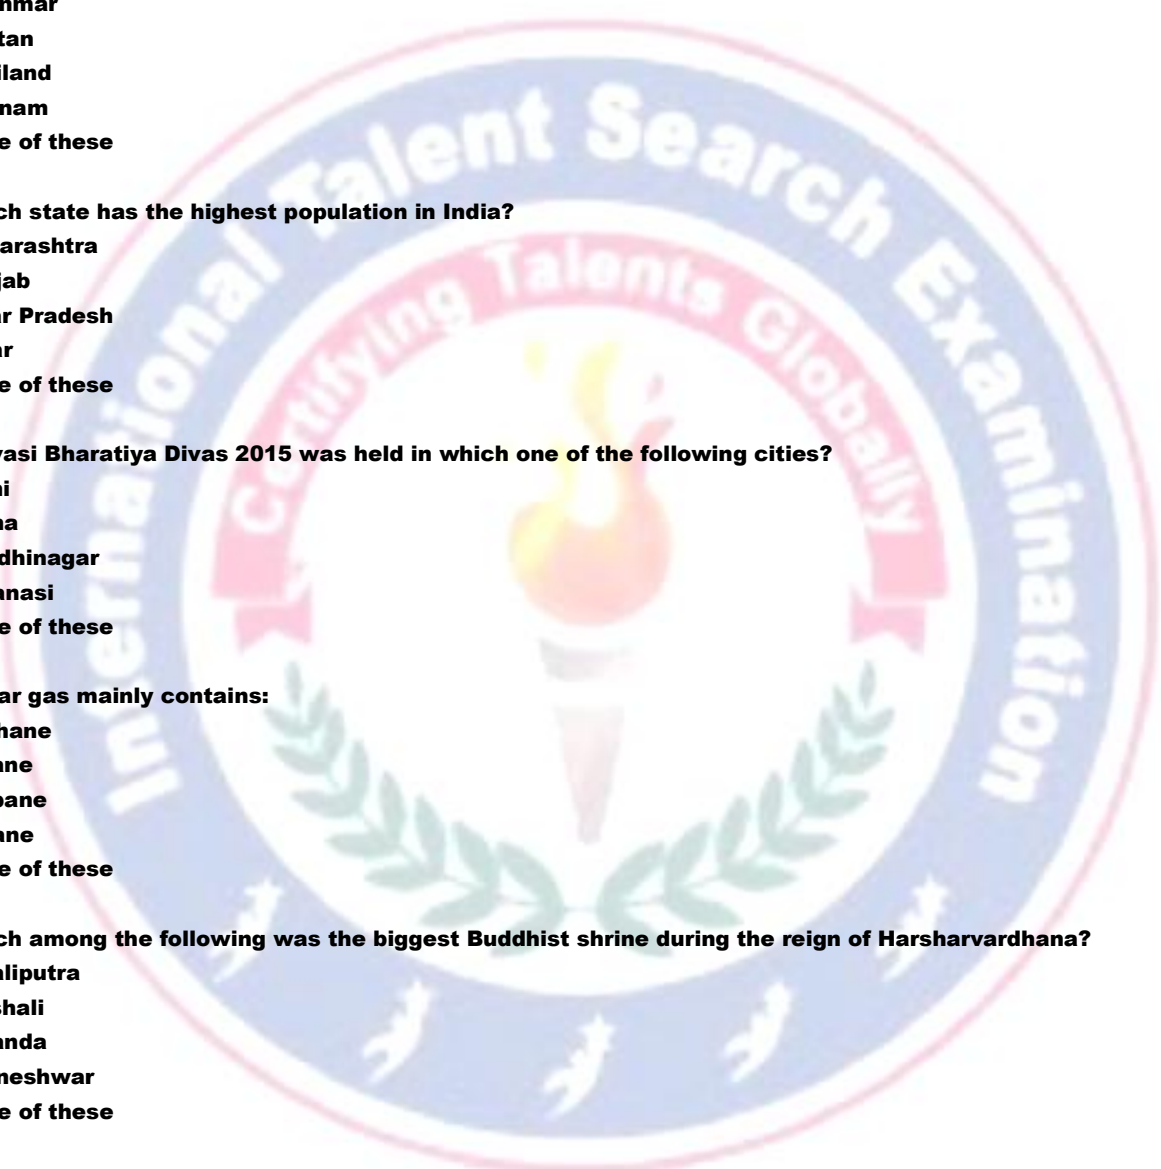 nmar
tan
iland
nam
e of these
ch state has the highest population in India?
arashtra
jab
ar Pradesh
ar
e of these
vasi Bharatiya Divas 2015 was held in which one of the following cities?
ni
na
dhinagar
anasi
e of these
ar gas mainly contains:
hane
ane
pane
ane
e of these
ch among the following was the biggest Buddhist shrine during the reign of Harsharvardhana?
aliputra
shali
anda
neshwar
e of these
International Talent Search Examination
Certifying Talents Globally